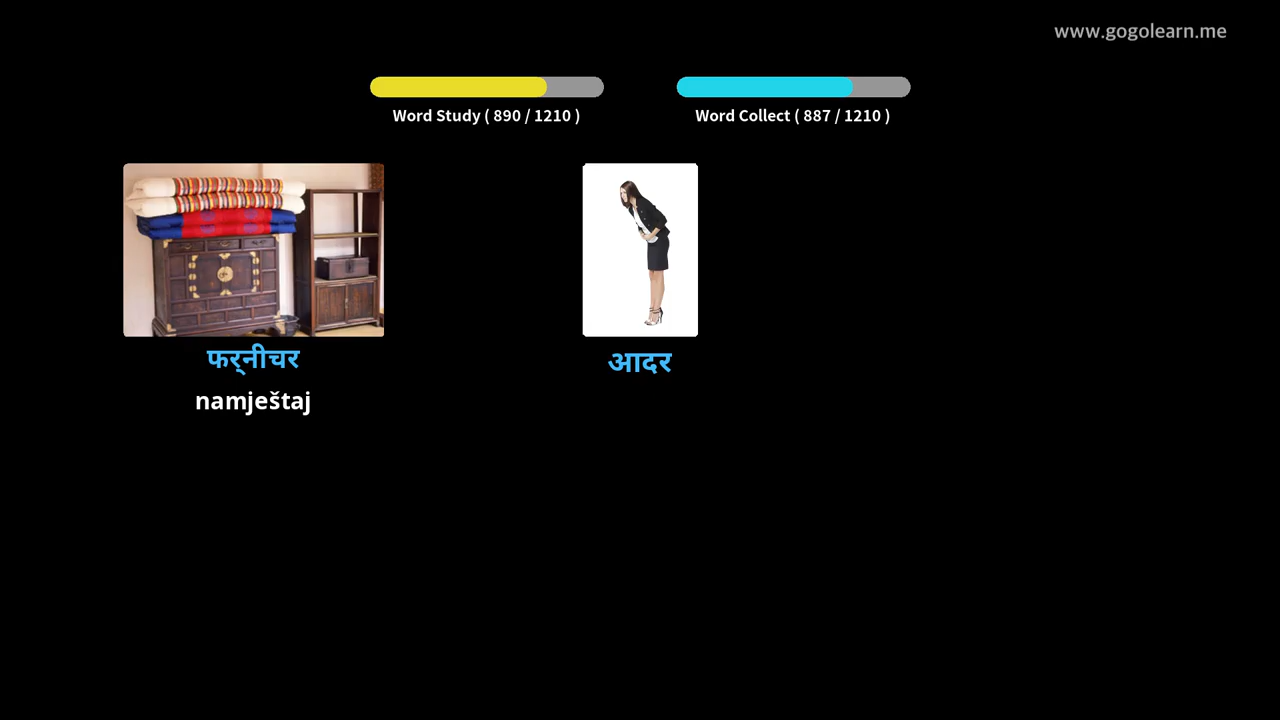 www.gogolearn.me
Word Study ( 890 / 1210 )
Word Collect ( 887 / 1210 )
फर्‌नीचर
namještaj
आदर